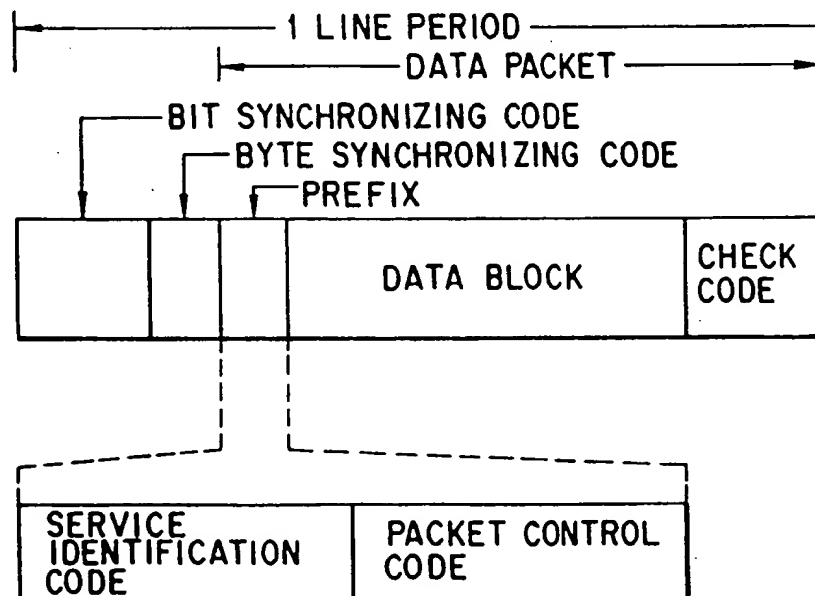 1 LINE PERIOD
DATA PACKET
BIT SYNCHRONIZING CODE
BYTE SYNCHRONIZING CODE
PREFIX
DATA BLOCK
CHECK
CODE
SERVICE
IDENTIFICATION
CODE
PACKET CONTROL
CODE